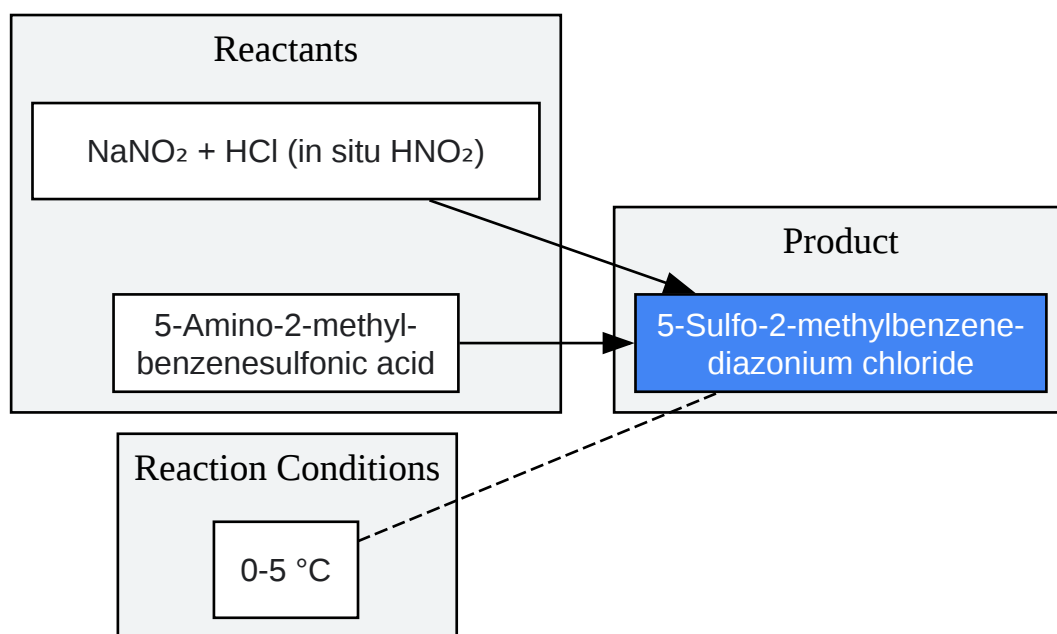 Reactants
NaNO₂ + HCl (in situ HNO₂)
5-Amino-2-methyl-
benzenesulfonic acid
Product
5-Sulfo-2-methylbenzene-
diazonium chloride
Reaction Conditions
0-5 °C